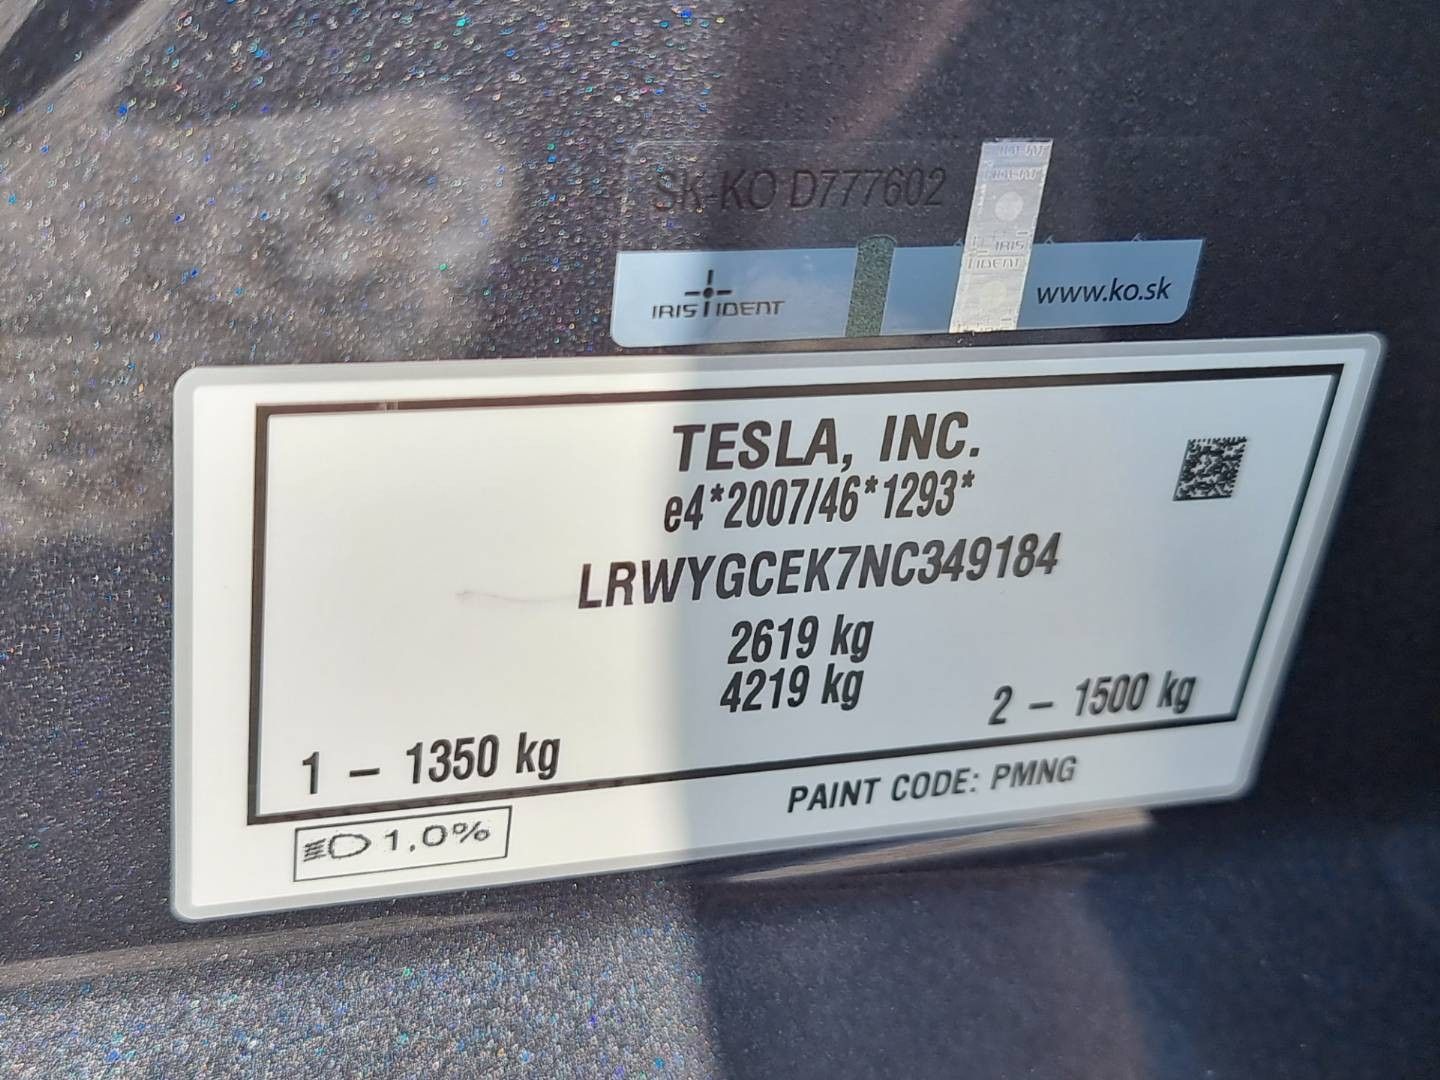 SK-KO D777602
IRIS IDENT
www.ko.sk
IRIS
IDENT
TESLA, INC.
e4*2007/46*1293*
LRWYGCEK7NC349184
2619 kg
4219 kg
1 – 1350 kg
2 – 1500 kg
PAINT CODE: PMNG
1.0%